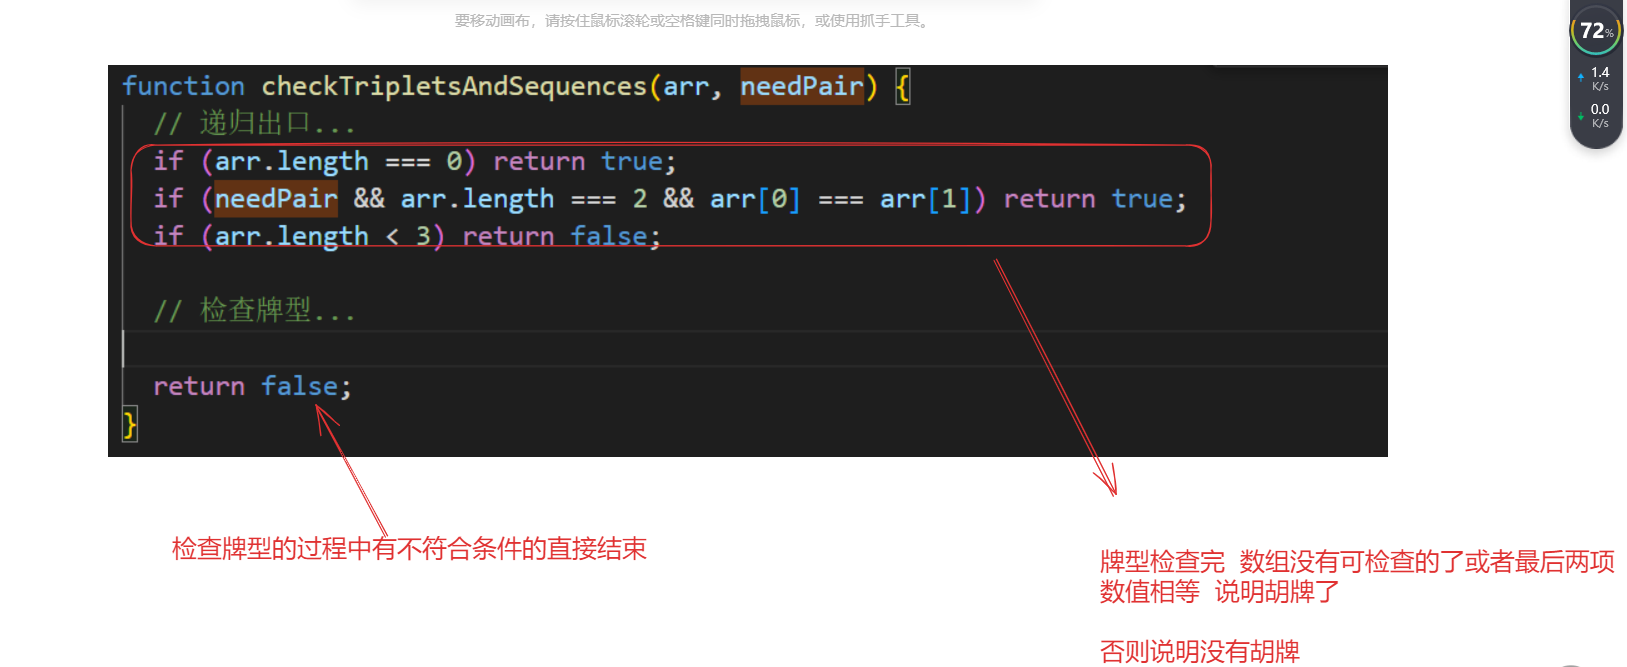 要移动画布，请按住鼠标滚轮或空格键同时拖拽鼠标，或使用抓手工具。
72%
1.4
K/s
0.0
K/s
function checkTripletsAndSequences(arr, needPair) {
// 递归出口...
if (arr.length === 0) return true;
if (needPair && arr.length === 2 && arr[0] === arr[1]) return true;
if (arr.length < 3) return false;
// 检查牌型...
return false;
}
检查牌型的过程中有不符合条件的直接结束
牌型检查完 数组没有可检查的了或者最后两项
数值相等 说明胡牌了
否则说明没有胡牌